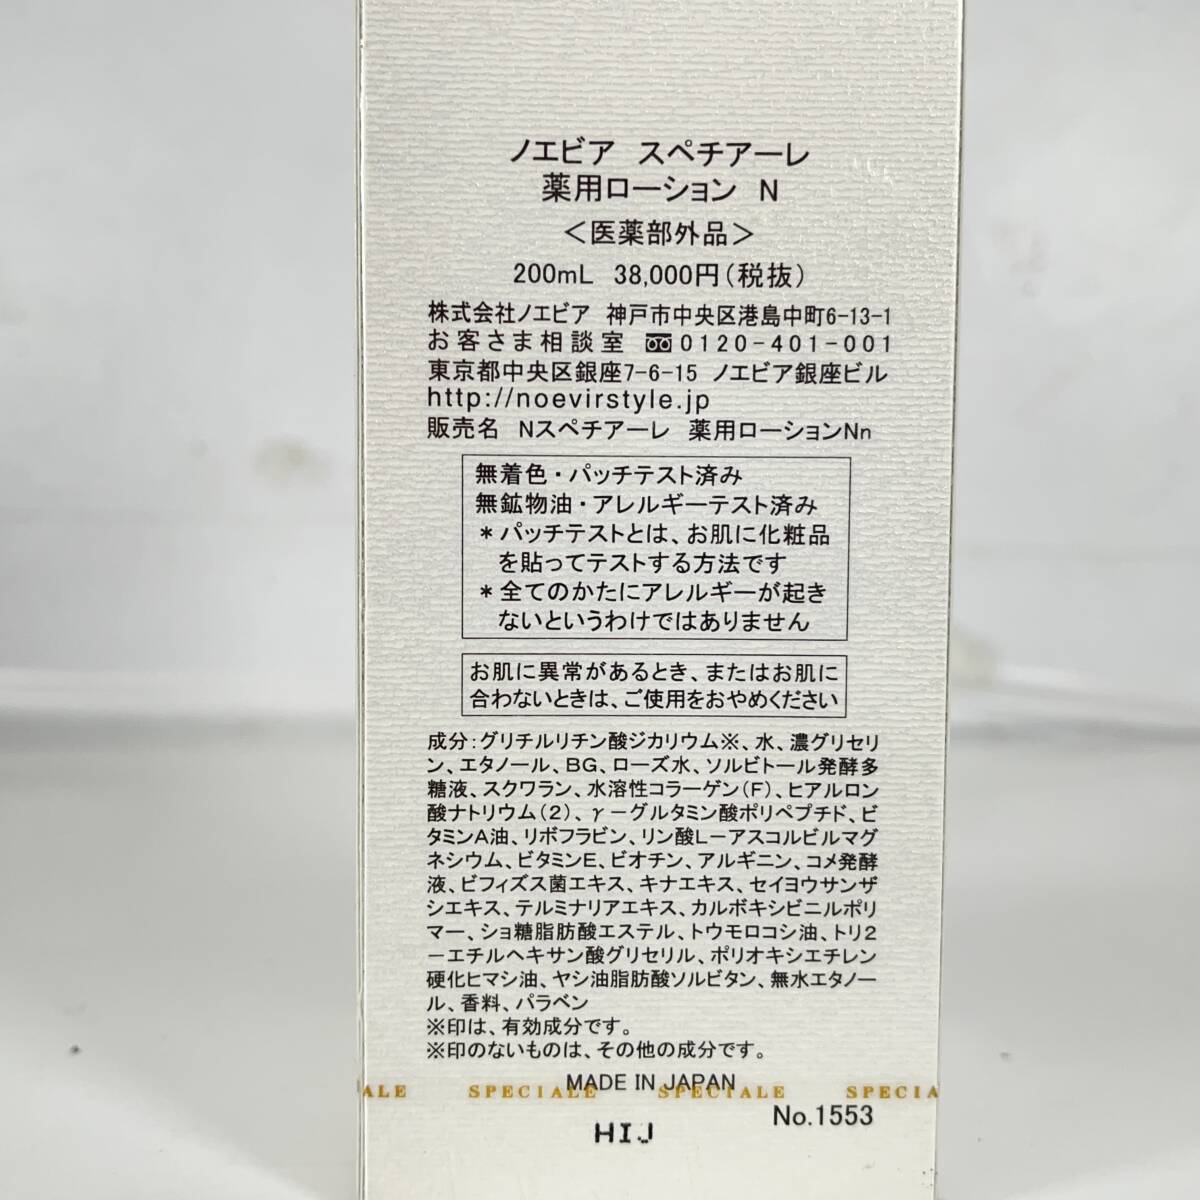 ノエビア スペチアーレ
薬用ローション N
＜医薬部外品＞
200mL 38,000円(税抜)
株式会社ノエビア 神戸市中央区港島中町6-13-1
お客さま相談室 0120-401-001
東京都中央区銀座7-6-15 ノエビア銀座ビル
http://noevirstyle.jp
販売名 Nスペチアーレ 薬用ローションNn
無着色・パッチテスト済み
無鉱物油・アレルギーテスト済み
＊パッチテストとは、お肌に化粧品
を貼ってテストする方法です
＊全てのかたにアレルギーが起き
ないというわけではありません
お肌に異常があるとき、またはお肌に
合わないときは、ご使用をおやめください
成分：グリチルリチン酸ジカリウム※、水、濃グリセリ
ン、エタノール、BG、ローズ水、ソルビトール発酵多
糖液、スクワラン、水溶性コラーゲン(F)、ヒアルロン
酸ナトリウム(2)、γ－グルタミン酸ポリペプチド、ビ
タミンA油、リボフラビン、リン酸L－アスコルビルマグ
ネシウム、ビタミンE、ビオチン、アルギニン、コメ発酵
液、ビフィズス菌エキス、キナエキス、セイヨウサンザ
シエキス、テルミナリアエキス、カルボキシビニルポリ
マー、ショ糖脂肪酸エステル、トウモロコシ油、トリ2
－エチルヘキサン酸グリセリル、ポリオキシエチレン
硬化ヒマシ油、ヤシ油脂肪酸ソルビタン、無水エタノー
ル、香料、パラベン
※印は、有効成分です。
※印のないものは、その他の成分です。
MADE IN JAPAN
ALE SPECIALE SPECIALE SPECIA
No.1553
HIJ